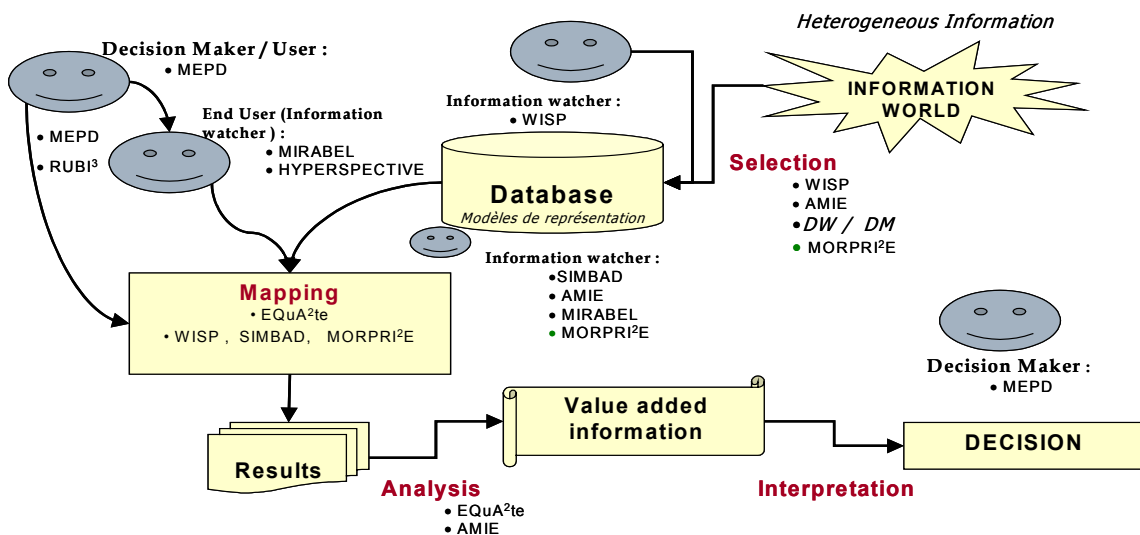 Heterogeneous Information
Decision Maker / User :
• MEPD
INFORMATION
WORLD
Information watcher :
• WISP
End User (Information
watcher ) :
• MIRABEL
• HYPERSPECTIVE
• MEPD
• RUBI³
Selection
• WISP
• AMIE
• DW / DM
• MORPRI²E
Database
Modèles de représentation
Information watcher :
•SIMBAD
• AMIE
• MIRABEL
• MORPRI²E
Mapping
• EQuA²te
• WISP , SIMBAD, MORPRI²E
Decision Maker :
• MEPD
Value added
information
DECISION
Results
Analysis
• EQuA²te
• AMIE
Interpretation